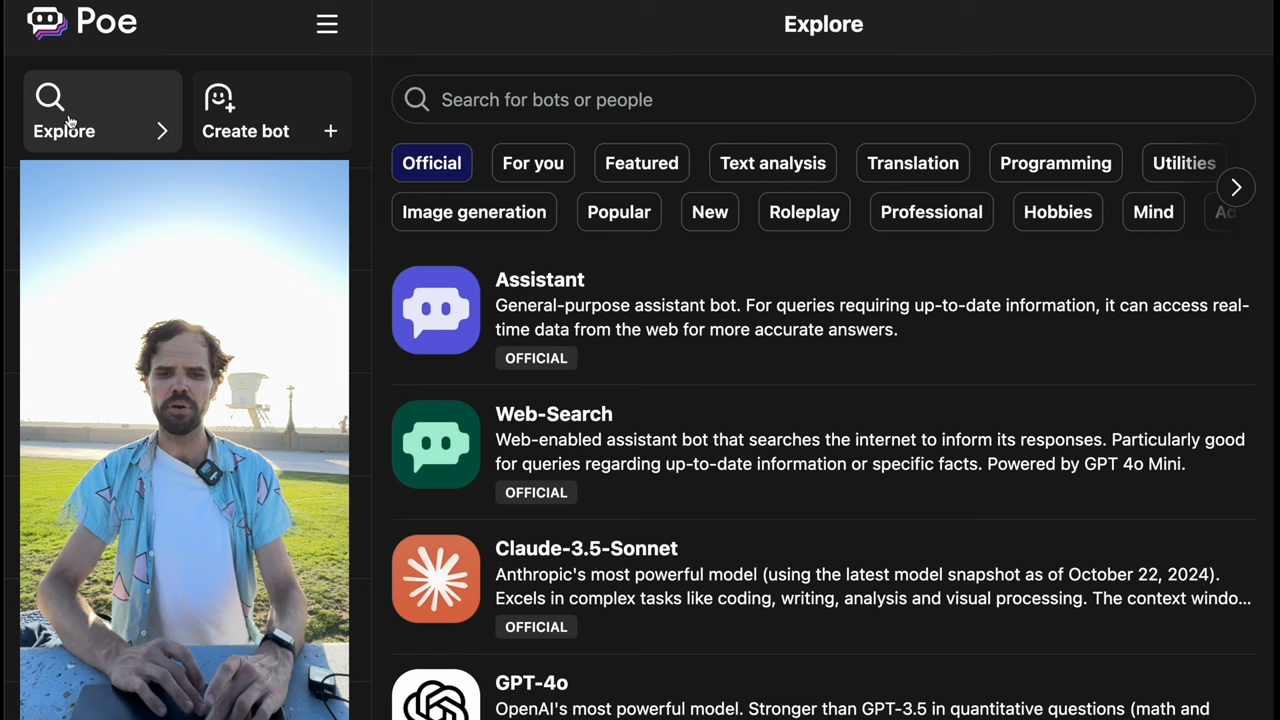 Poe
Explore
Explore
Create bot
Search for bots or people
Official
For you
Featured
Text analysis
Translation
Programming
Utilities
Image generation
Popular
New
Roleplay
Professional
Hobbies
Mind
Assistant
General-purpose assistant bot. For queries requiring up-to-date information, it can access real-
time data from the web for more accurate answers.
OFFICIAL
Web-Search
Web-enabled assistant bot that searches the internet to inform its responses. Particularly good
for queries regarding up-to-date information or specific facts. Powered by GPT 4o Mini.
OFFICIAL
Claude-3.5-Sonnet
Anthropic's most powerful model (using the latest model snapshot as of October 22, 2024).
Excels in complex tasks like coding, writing, analysis and visual processing. The context windo...
OFFICIAL
GPT-4o
OpenAI's most powerful model. Stronger than GPT-3.5 in quantitative questions (math and